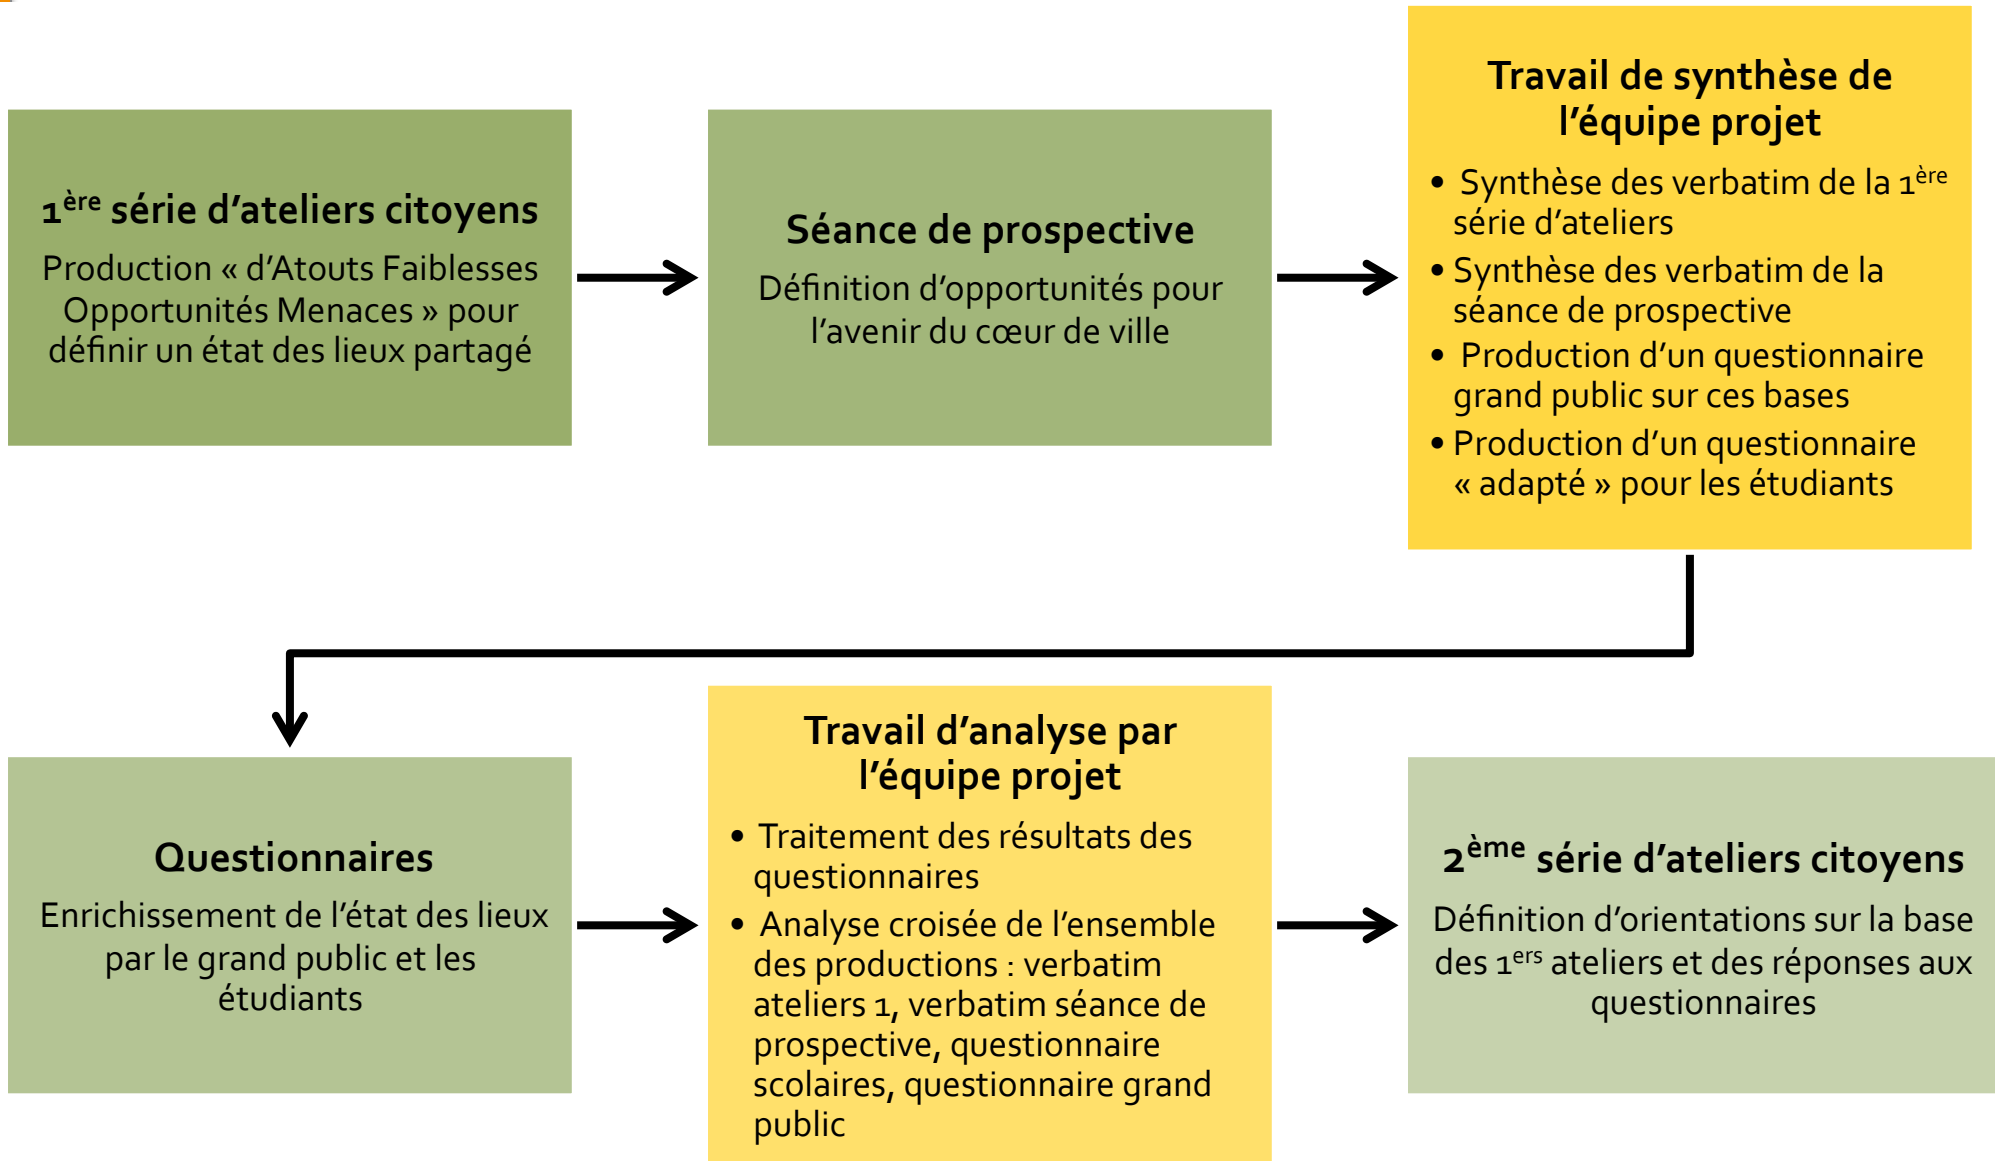 1ère série d’ateliers citoyens
Production « d’Atouts Faiblesses
Opportunités Menaces » pour
définir un état des lieux partagé
Séance de prospective
Définition d’opportunités pour
l’avenir du cœur de ville
Travail de synthèse de
l’équipe projet
• Synthèse des verbatim de la 1ère
série d’ateliers
• Synthèse des verbatim de la
séance de prospective
• Production d’un questionnaire
grand public sur ces bases
• Production d’un questionnaire
« adapté » pour les étudiants
Questionnaires
Enrichissement de l’état des lieux
par le grand public et les
étudiants
Travail d’analyse par
l’équipe projet
• Traitement des résultats des
questionnaires
• Analyse croisée de l’ensemble
des productions : verbatim
ateliers 1, verbatim séance de
prospective, questionnaire
scolaires, questionnaire grand
public
2ème série d’ateliers citoyens
Définition d’orientations sur la base
des 1ers ateliers et des réponses aux
questionnaires